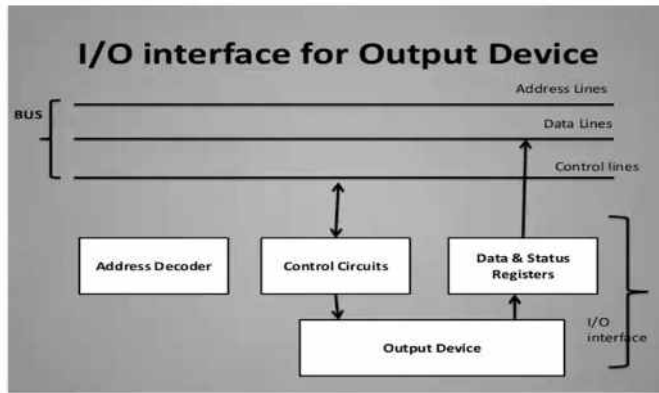 I/O interface for Output Device
Address Lines
BUS
Data Lines
Control lines
Address Decoder
Control Circuits
Data & Status
Registers
I/O
interface
Output Device